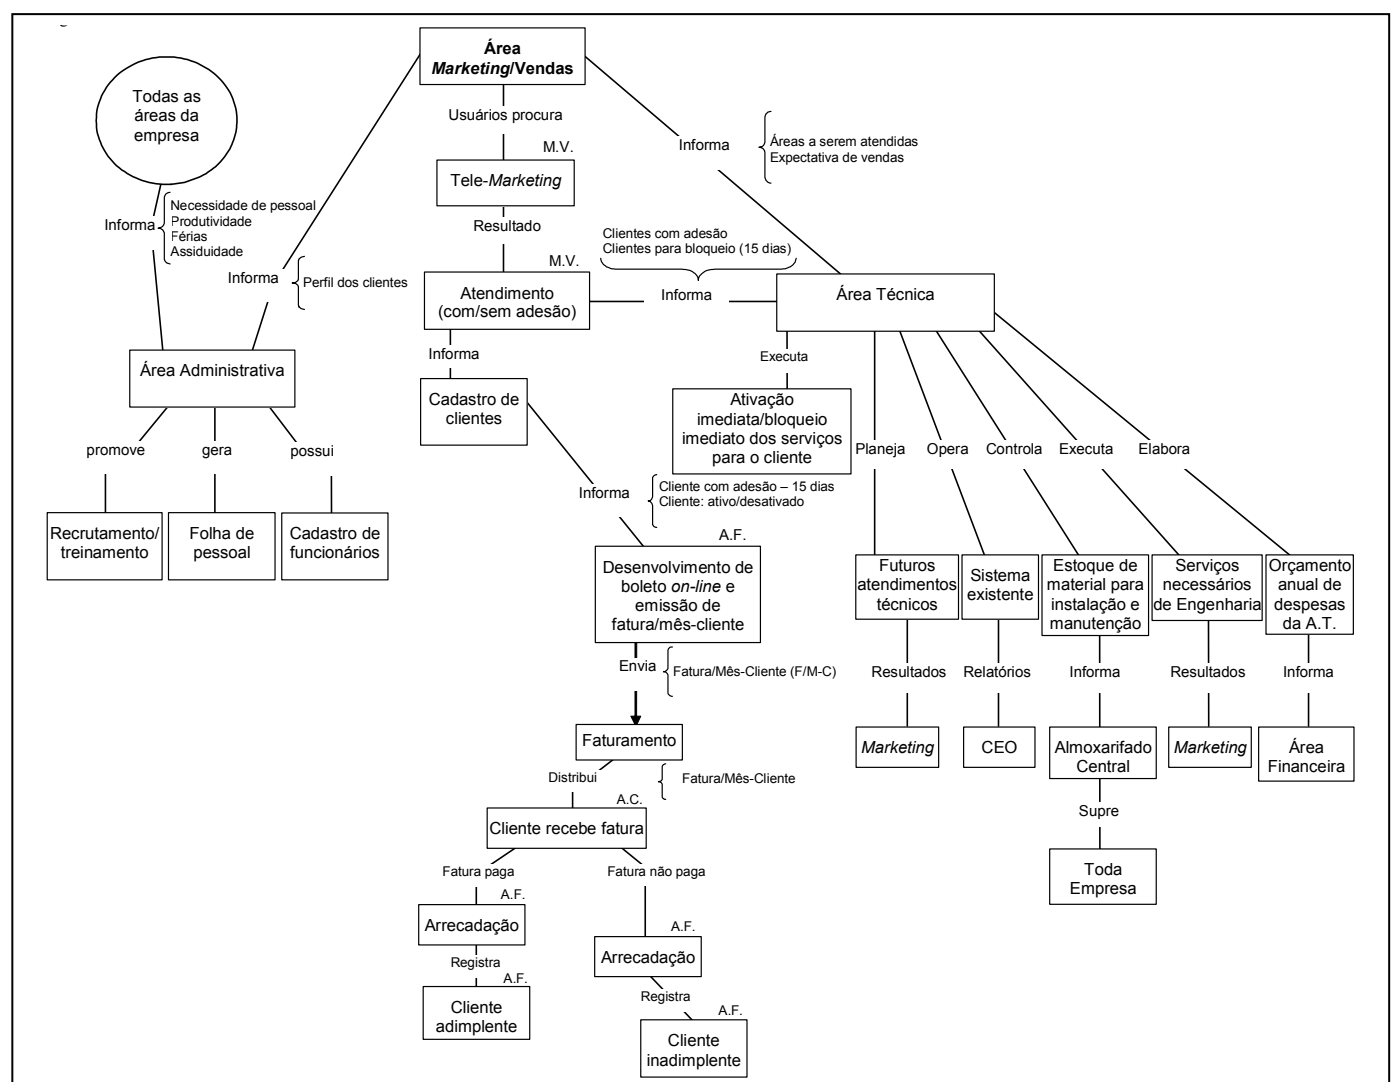 Área
Marketing/Vendas
Todas as
áreas da
empresa
Usuários procura
Informa
Áreas a serem atendidas
Expectativa de vendas
M.V.
Tele-Marketing
Informa
Necessidade de pessoal
Produtividade
Férias
Assiduidade
Resultado
Clientes com adesão
Clientes para bloqueio (15 dias)
M.V.
Informa
Perfil dos clientes
Atendimento
(com/sem adesão)
Informa
Área Técnica
Informa
Executa
Área Administrativa
Cadastro de
clientes
Ativação
imediata/bloqueio
imediato dos serviços
para o cliente
promove
gera
possui
Planeja
Opera
Controla
Executa
Elabora
Informa
Cliente com adesão – 15 dias
Cliente: ativo/desativado
Recrutamento/
treinamento
Folha de
pessoal
Cadastro de
funcionários
A.F.
Desenvolvimento de
boleto on-line e
emissão de
fatura/mês-cliente
Futuros
atendimentos
técnicos
Sistema
existente
Estoque de
material para
instalação e
manutenção
Serviços
necessários
de Engenharia
Orçamento
anual de
despesas
da A.T.
Envia
Fatura/Mês-Cliente (F/M-C)
Resultados
Relatórios
Informa
Resultados
Informa
Faturamento
Marketing
CEO
Almoxarifado
Central
Marketing
Área
Financeira
Distribui
Fatura/Mês-Cliente
A.C.
Cliente recebe fatura
Supre
Toda
Empresa
Fatura paga
Fatura não paga
A.F.
Arrecadação
A.F.
Arrecadação
Registra
A.F.
Cliente
adimplente
Registra
A.F.
Cliente
inadimplente